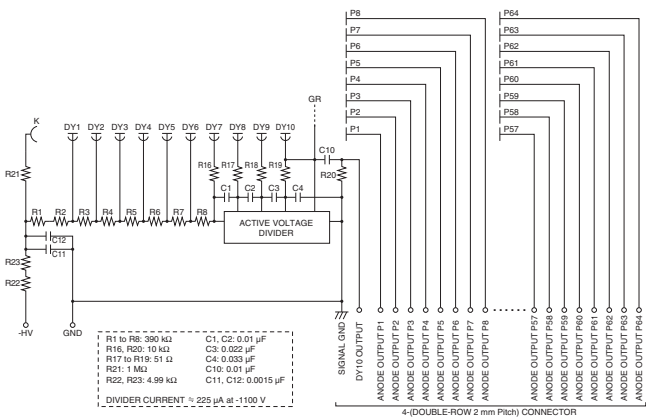 P8
P7
P6
P5
P4
P3
P2
P1
P64
P63
P62
P61
P60
P59
P58
P57
GR
K
DY1 DY2 DY3 DY4 DY5 DY6 DY7 DY8 DY9 DY10
C10
R21
R16 R17 R18 R19 R20
C1 C2 C3 C4
R1 R2 R3 R4 R5 R6 R7 R8
ACTIVE VOLTAGE
DIVIDER
C12
C11
R23
R22
-HV
GND
R1 to R8: 390 kΩ
R16, R20: 10 kΩ
R17 to R19: 51 Ω
R21: 1 MΩ
R22, R23: 4.99 kΩ
C1, C2: 0.01 µF
C3: 0.022 µF
C4: 0.033 µF
C10: 0.01 µF
C11, C12: 0.0015 µF
DIVIDER CURRENT ≈ 225 µA at -1100 V
SIGNAL GND
DY10 OUTPUT
ANODE OUTPUT P1
ANODE OUTPUT P2
ANODE OUTPUT P3
ANODE OUTPUT P4
ANODE OUTPUT P5
ANODE OUTPUT P6
ANODE OUTPUT P7
ANODE OUTPUT P8
ANODE OUTPUT P57
ANODE OUTPUT P58
ANODE OUTPUT P59
ANODE OUTPUT P60
ANODE OUTPUT P61
ANODE OUTPUT P62
ANODE OUTPUT P63
ANODE OUTPUT P64
4-(DOUBLE-ROW 2 mm Pitch) CONNECTOR